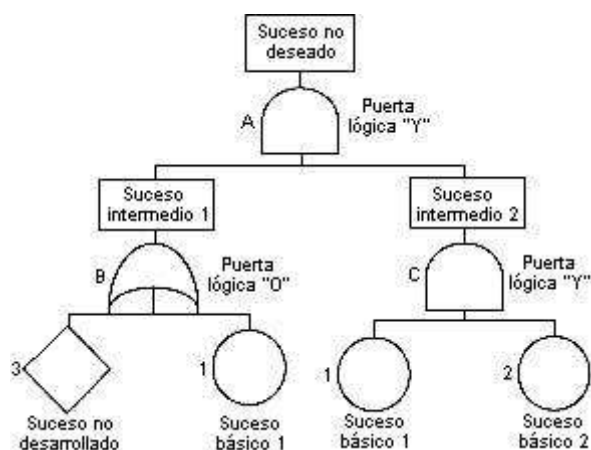 Suceso no
deseado
A
Puerta
lógica "Y"
Suceso
intermedio 1
Suceso
intermedio 2
B
Puerta
lógica "O"
C
Puerta
lógica "Y"
3
1
1
2
Suceso no
desarrollado
Suceso
básico 1
Suceso
básico 1
Suceso
básico 2